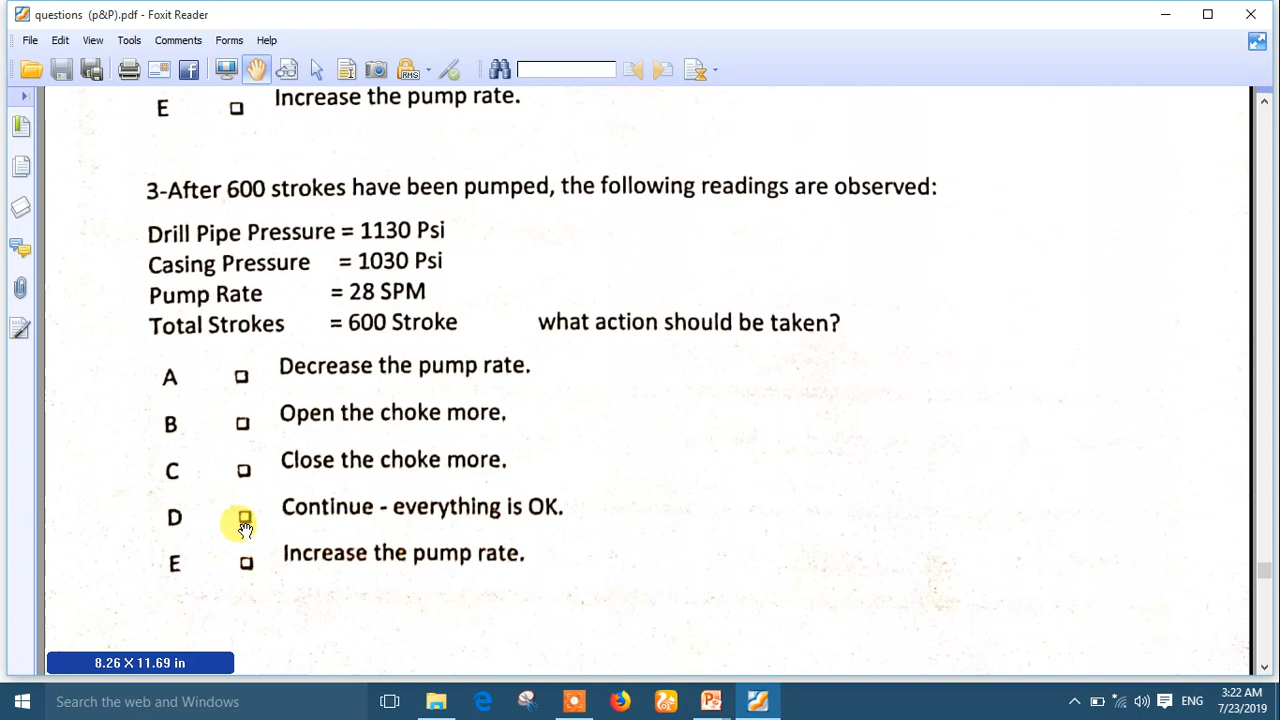 questions (p&P).pdf - Foxit Reader
File Edit View Tools Comments Forms Help
RMS
E Increase the pump rate.
3-After 600 strokes have been pumped, the following readings are observed:
Drill Pipe Pressure = 1130 Psi
Casing Pressure = 1030 Psi
Pump Rate = 28 SPM
Total Strokes = 600 Stroke what action should be taken?
A Decrease the pump rate.
B Open the choke more.
C Close the choke more.
D Continue - everything is OK.
E Increase the pump rate.
8.26 X 11.69 in
Search the web and Windows
ENG
3:22 AM
7/23/2019